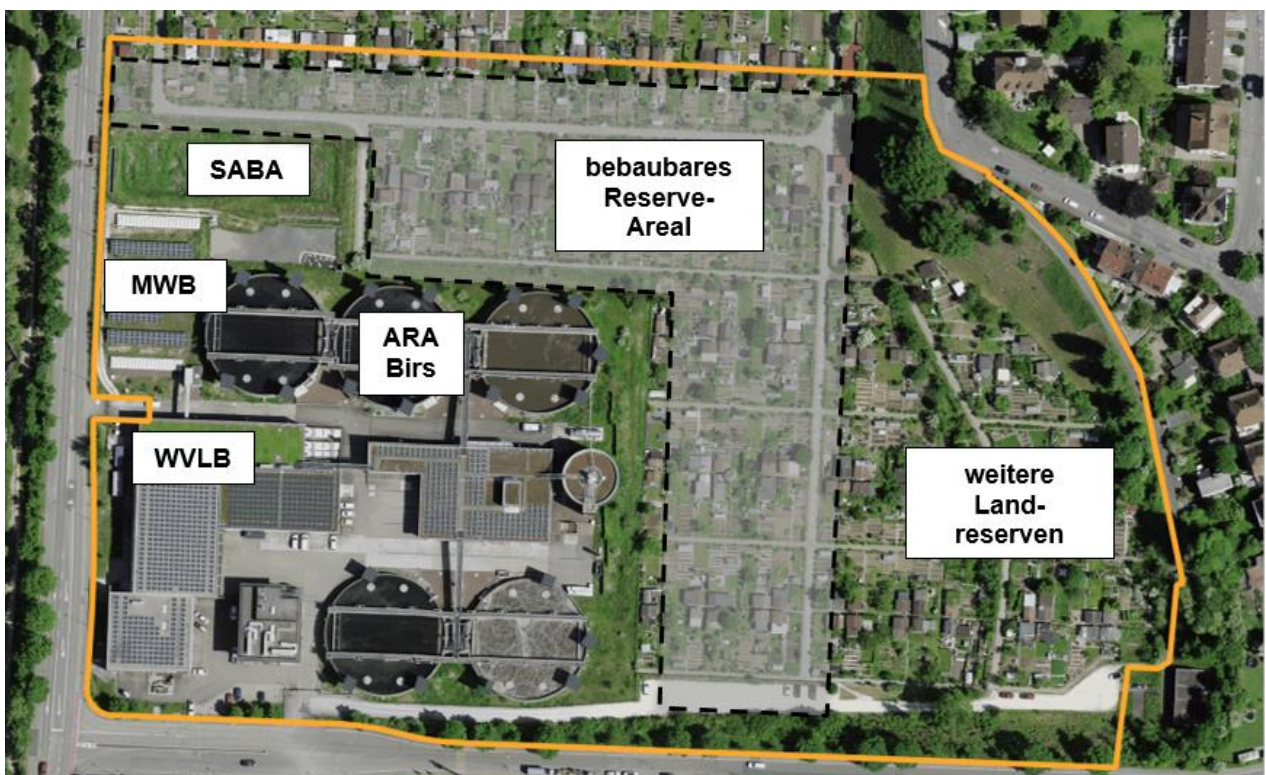 SABA
bebaubares
Reserve-
Areal
MWB
ARA
Birs
WVLB
weitere
Land-
reserven